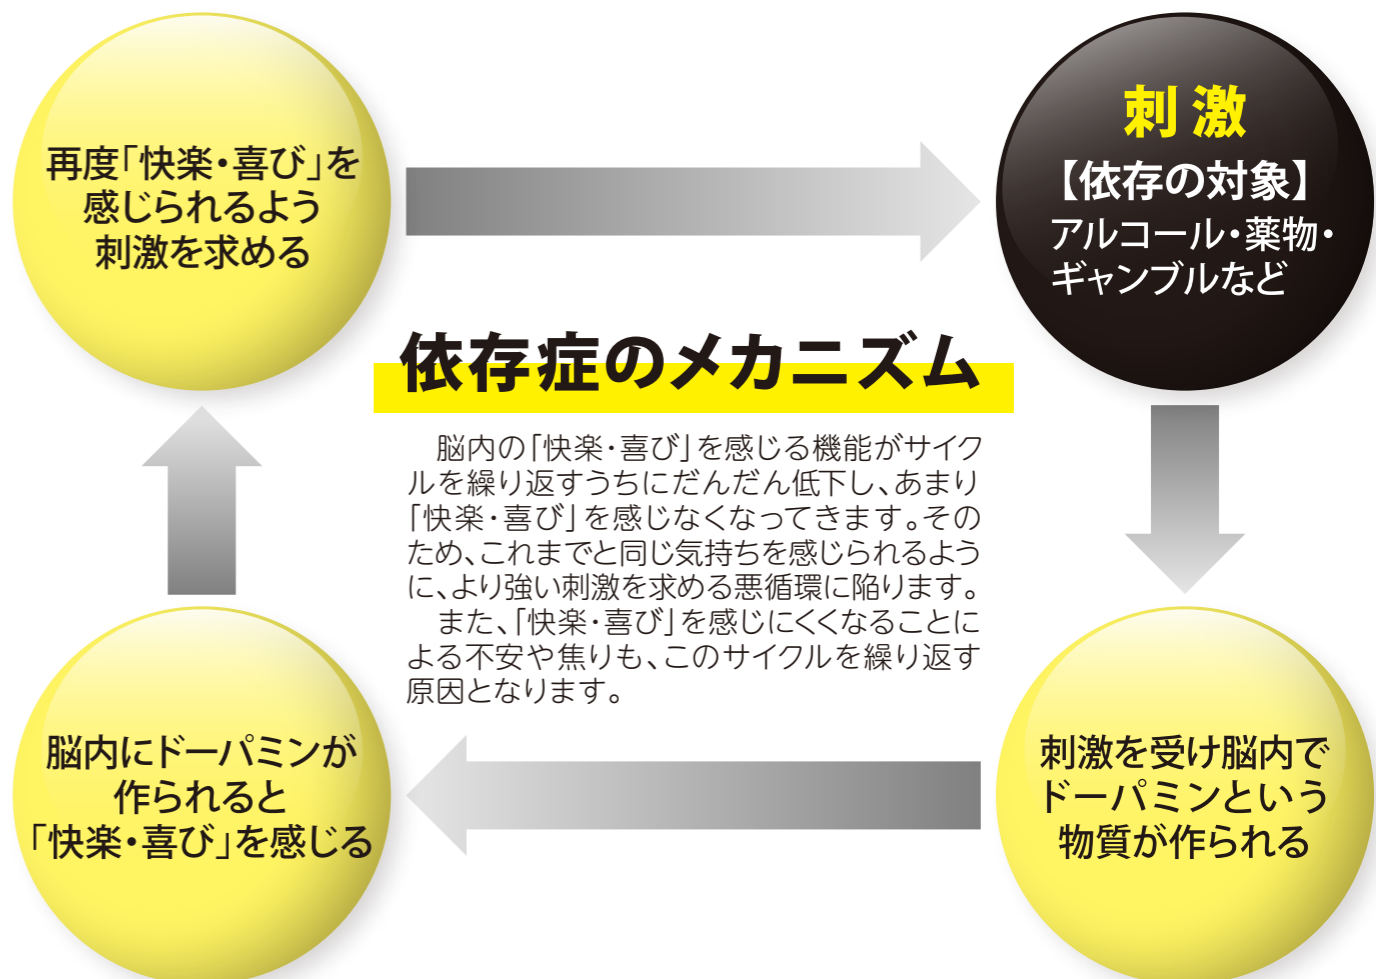 再度「快楽・喜び」を
感じられるよう
刺激を求める
刺激
【依存の対象】
アルコール・薬物・
ギャンブルなど
依存症のメカニズム
脳内の「快楽・喜び」を感じる機能がサイク
ルを繰り返すうちにだんだん低下し、あまり
「快楽・喜び」を感じなくなってきます。その
ため、これまでと同じ気持ちを感じられるよう
に、より強い刺激を求める悪循環に陥ります。
また、「快楽・喜び」を感じにくくなることに
よる不安や焦りも、このサイクルを繰り返す
原因となります。
脳内にドーパミンが
作られると
「快楽・喜び」を感じる
刺激を受け脳内で
ドーパミンという
物質が作られる